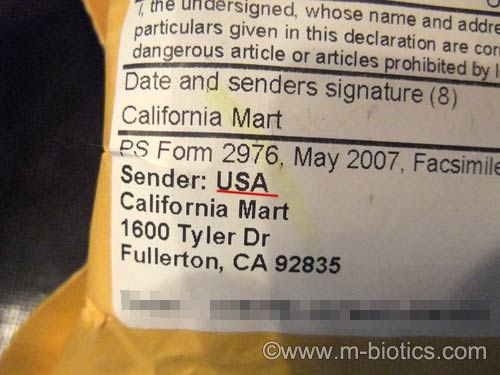 , the undersigned, whose name and addre
particulars given in this declaration are cor
dangerous article or articles prohibited by l
Date and senders signature (8)
California Mart
PS Form 2976, May 2007, Facsimile
Sender: USA
California Mart
1600 Tyler Dr
Fullerton, CA 92835
©www.m-biotics.com